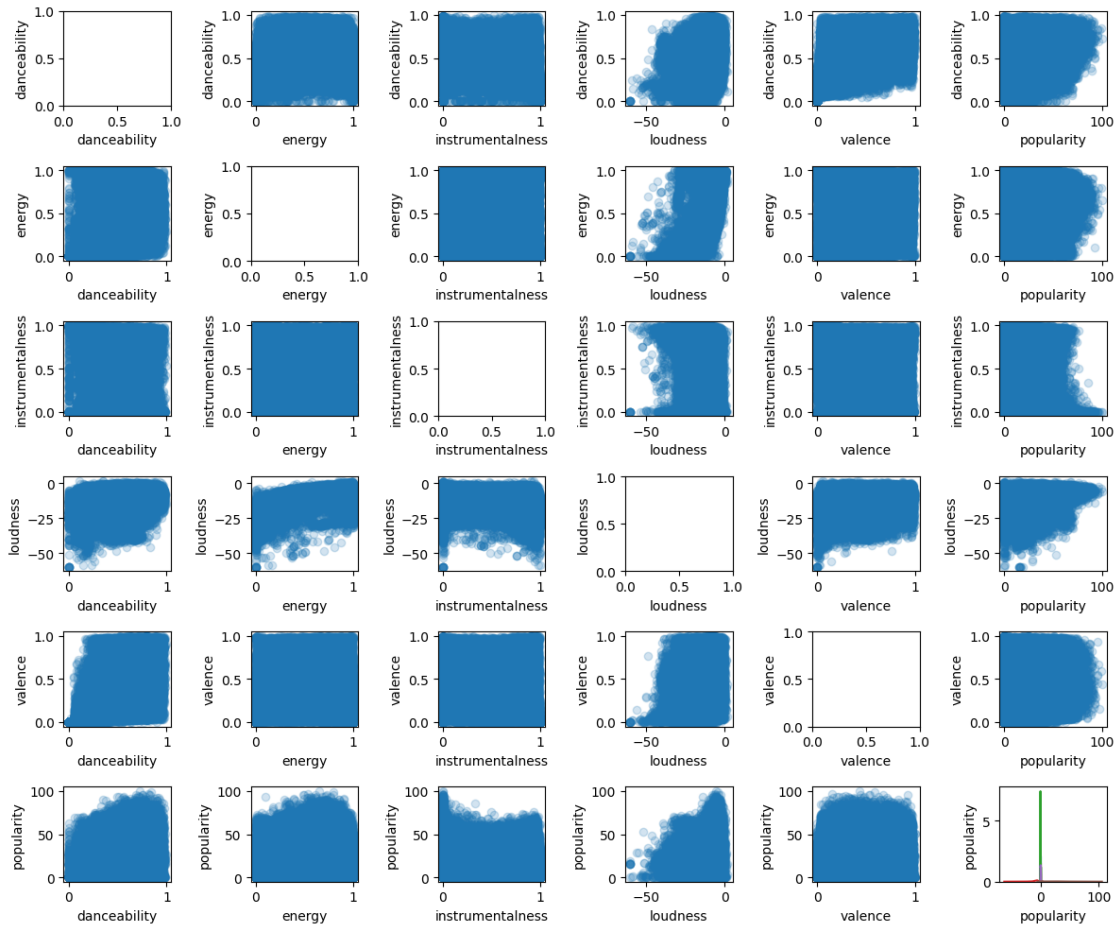 danceability
1.0
0.5
0.0
0.0 0.5 1.0
danceability
danceability
1.0
0.5
0.0
0 1
energy
danceability
1.0
0.5
0.0
0 1
instrumentalness
danceability
1.0
0.5
0.0
−50 0
loudness
danceability
1.0
0.5
0.0
0 1
valence
danceability
1.0
0.5
0.0
0 100
popularity
energy
1.0
0.5
0.0
0 1
danceability
energy
1.0
0.5
0.0
0.0 0.5 1.0
energy
energy
1.0
0.5
0.0
0 1
instrumentalness
energy
1.0
0.5
0.0
−50 0
loudness
energy
1.0
0.5
0.0
0 1
valence
energy
1.0
0.5
0.0
0 100
popularity
instrumentalness
1.0
0.5
0.0
0 1
danceability
instrumentalness
1.0
0.5
0.0
0 1
energy
instrumentalness
1.0
0.5
0.0
0.0 0.5 1.0
instrumentalness
instrumentalness
1.0
0.5
0.0
−50 0
loudness
instrumentalness
1.0
0.5
0.0
0 1
valence
instrumentalness
1.0
0.5
0.0
0 100
popularity
loudness
0
−25
−50
0 1
danceability
loudness
0
−25
−50
0 1
energy
loudness
0
−25
−50
0 1
instrumentalness
loudness
1.0
0.5
0.0
0.0 0.5 1.0
loudness
loudness
0
−25
−50
0 1
valence
loudness
0
−25
−50
0 100
popularity
valence
1.0
0.5
0.0
0 1
danceability
valence
1.0
0.5
0.0
0 1
energy
valence
1.0
0.5
0.0
0 1
instrumentalness
valence
1.0
0.5
0.0
−50 0
loudness
valence
1.0
0.5
0.0
0.0 0.5 1.0
valence
valence
1.0
0.5
0.0
0 100
popularity
popularity
100
50
0
0 1
danceability
popularity
100
50
0
0 1
energy
popularity
100
50
0
0 1
instrumentalness
popularity
100
50
0
−50 0
loudness
popularity
100
50
0
0 1
valence
popularity
5
0
0 100
popularity